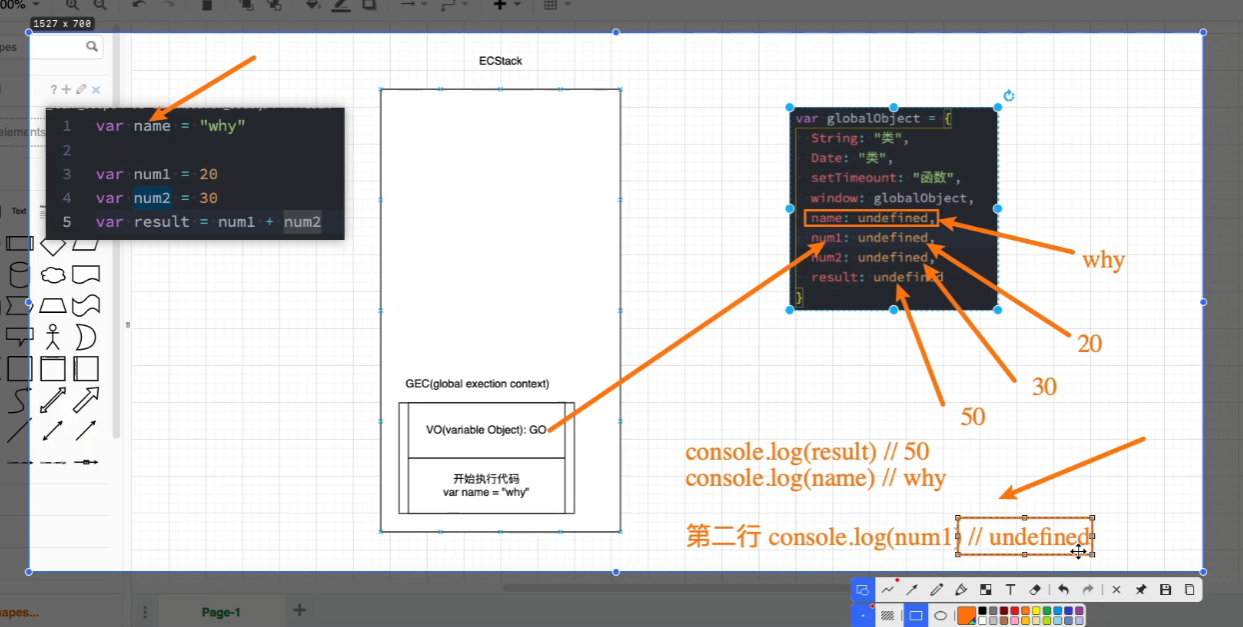 00%
1527 x 700
pes
elements
Text
1 var name = "why"
2
3 var num1 = 20
4 var num2 = 30
5 var result = num1 + num2
ECStack
GEC(global exection context)
VO(variable Object): GO
开始执行代码
var name = "why"
var globalObject = {
String: "类",
Date: "类",
setTimeount: "函数",
window: globalObject,
name: undefined,
num1: undefined,
num2: undefined,
result: undefined
}
why
20
30
50
console.log(result) // 50
console.log(name) // why
第二行 console.log(num1) // undefined
apes...
Page-1